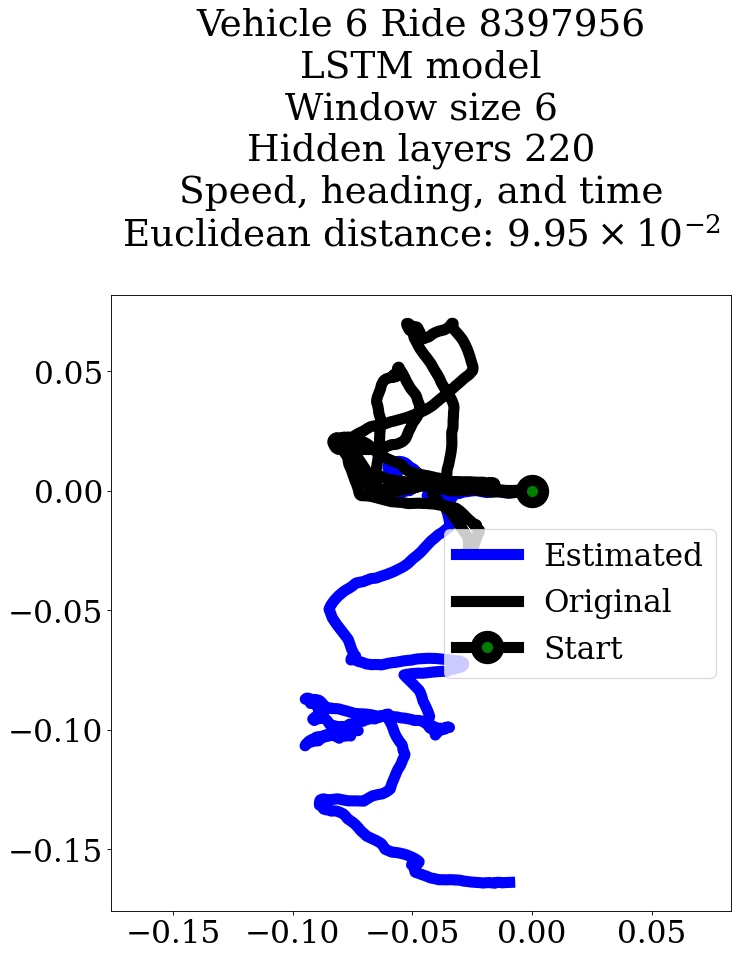 Vehicle 6 Ride 8397956
LSTM model
Window size 6
Hidden layers 220
Speed, heading, and time
Euclidean distance: 9.95 × 10⁻²
0.05
0.00
−0.05
−0.10
−0.15
Estimated
Original
Start
−0.15 −0.10 −0.05 0.00 0.05